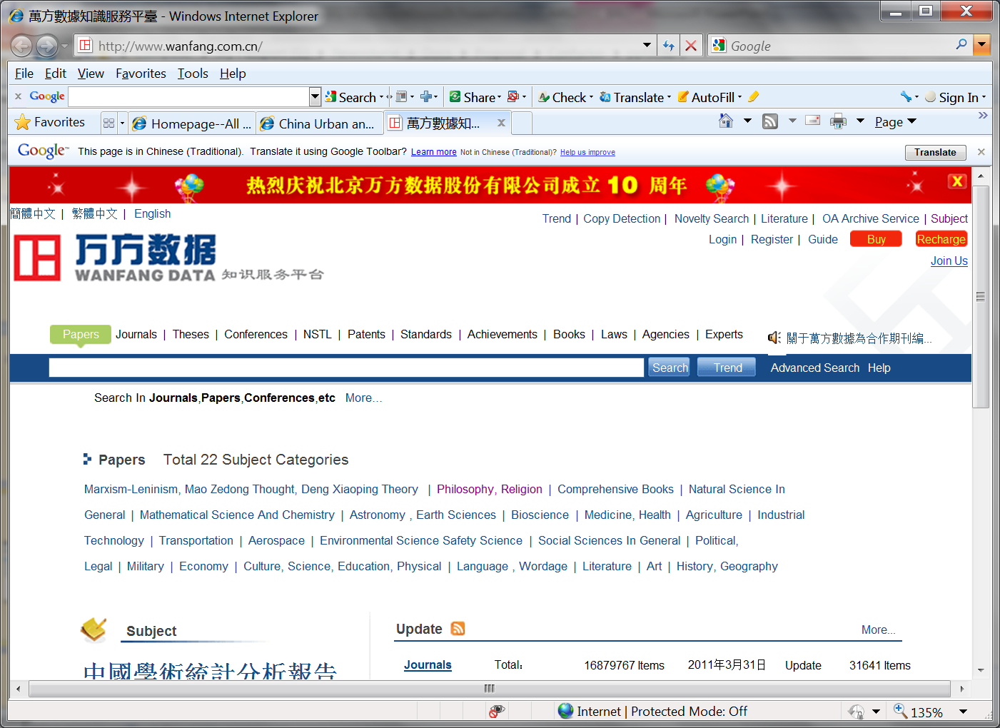 萬方數據知識服務平臺 - Windows Internet Explorer
http://www.wanfang.com.cn/
Google
File Edit View Favorites Tools Help
x Google Search Share Check Translate AutoFill Sign In
Favorites Homepage--All ... China Urban an... 萬方數據知... x Page
Google™ This page is in Chinese (Traditional). Translate it using Google Toolbar? Learn more Not in Chinese (Traditional)? Help us improve Translate
热烈庆祝北京万方数据股份有限公司成立 10 周年 X
簡體中文 | 繁體中文 | English
Trend | Copy Detection | Novelty Search | Literature | OA Archive Service | Subject
Login | Register | Guide Buy Recharge
Join Us
万方数据
WANFANG DATA 知识服务平台
Papers Journals | Theses | Conferences | NSTL | Patents | Standards | Achievements | Books | Laws | Agencies | Experts 關于萬方數據為合作期刊編...
Search Trend Advanced Search Help
Search In Journals,Papers,Conferences,etc More...
Papers Total 22 Subject Categories
Marxism-Leninism, Mao Zedong Thought, Deng Xiaoping Theory | Philosophy, Religion | Comprehensive Books | Natural Science In
General | Mathematical Science And Chemistry | Astronomy , Earth Sciences | Bioscience | Medicine, Health | Agriculture | Industrial
Technology | Transportation | Aerospace | Environmental Science Safety Science | Social Sciences In General | Political,
Legal | Military | Economy | Culture, Science, Education, Physical | Language , Wordage | Literature | Art | History, Geography
Subject
中國學術統計分析報告
Update More...
Journals Total: 16879767 Items 2011年3月31日 Update 31641 Items
Internet | Protected Mode: Off 135%